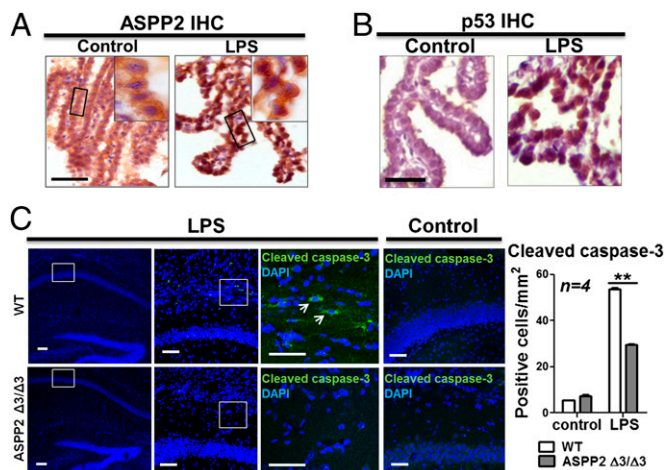 A
ASPP2 IHC
Control
LPS
B
p53 IHC
Control
LPS
C
LPS
Control
WT
Cleaved caspase-3
DAPI
Cleaved caspase-3
DAPI
ASPP2 Δ3/Δ3
Cleaved caspase-3
DAPI
Cleaved caspase-3
DAPI
Cleaved caspase-3
Positive cells/mm²
60
40
20
0
n=4
**
control
LPS
WT
ASPP2 Δ3/Δ3